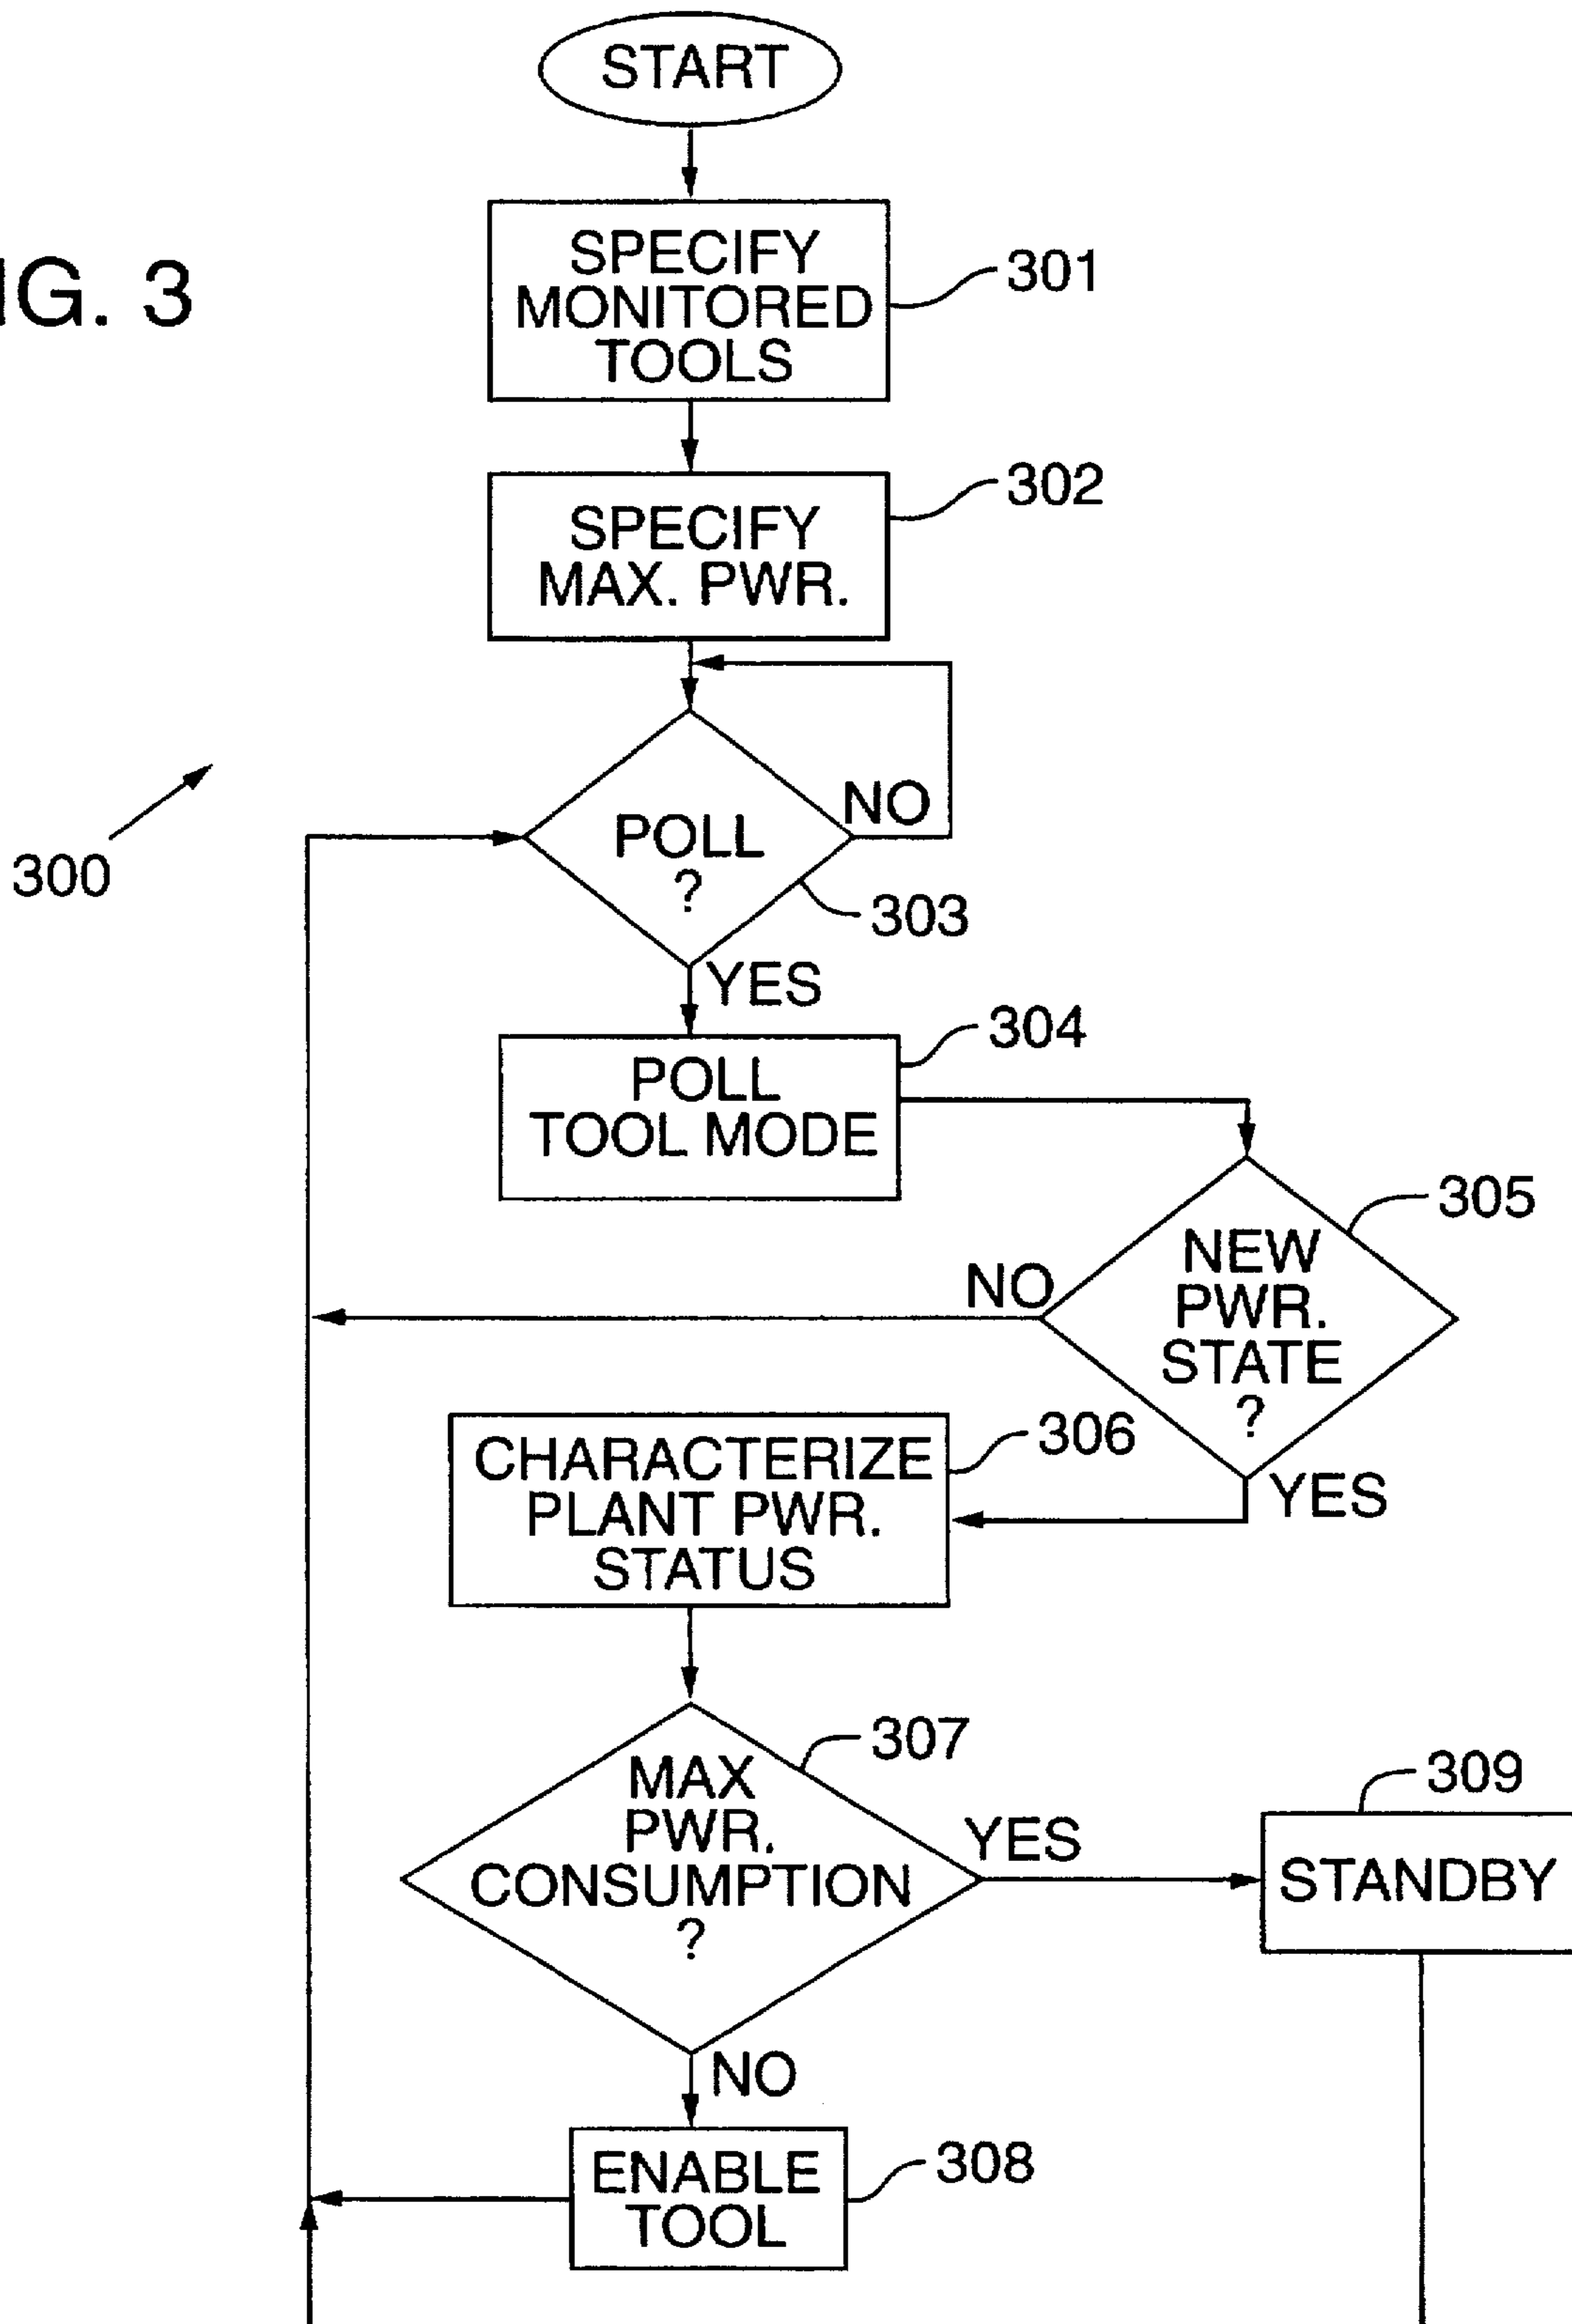 START
SPECIFY
MONITORED
TOOLS
301
G. 3
SPECIFY
MAX. PWR.
302
NO
POLL
?
300
303
YES
304
POLL
TOOL MODE
305
NEW
PWR.
STATE
?
NO
306
CHARACTERIZE
PLANT PWR.
STATUS
YES
307
MAX
PWR.
CONSUMPTION
?
309
YES
STANDBY
NO
308
ENABLE
TOOL